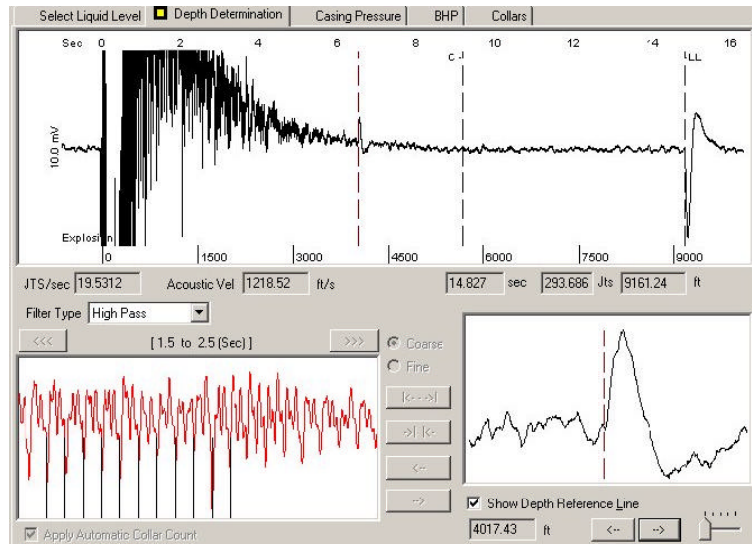 Select Liquid Level Depth Determination Casing Pressure BHP Collars
Sec 0 2 4 6 8 10 12 14 16
C LL
10.0 mV
Explosion
0 1500 3000 4500 6000 7500 9000
JTS/sec 19.5312 Acoustic Vel 1218.52 ft/s 14.827 sec 293.686 Jts 9161.24 ft
Filter Type High Pass
<<< [ 1.5 to 2.5 (Sec) ] >>> Coarse
Fine
|<- - ->|
->| |<-
<--
-->
Show Depth Reference Line
4017.43 ft <-- -->
Apply Automatic Collar Count